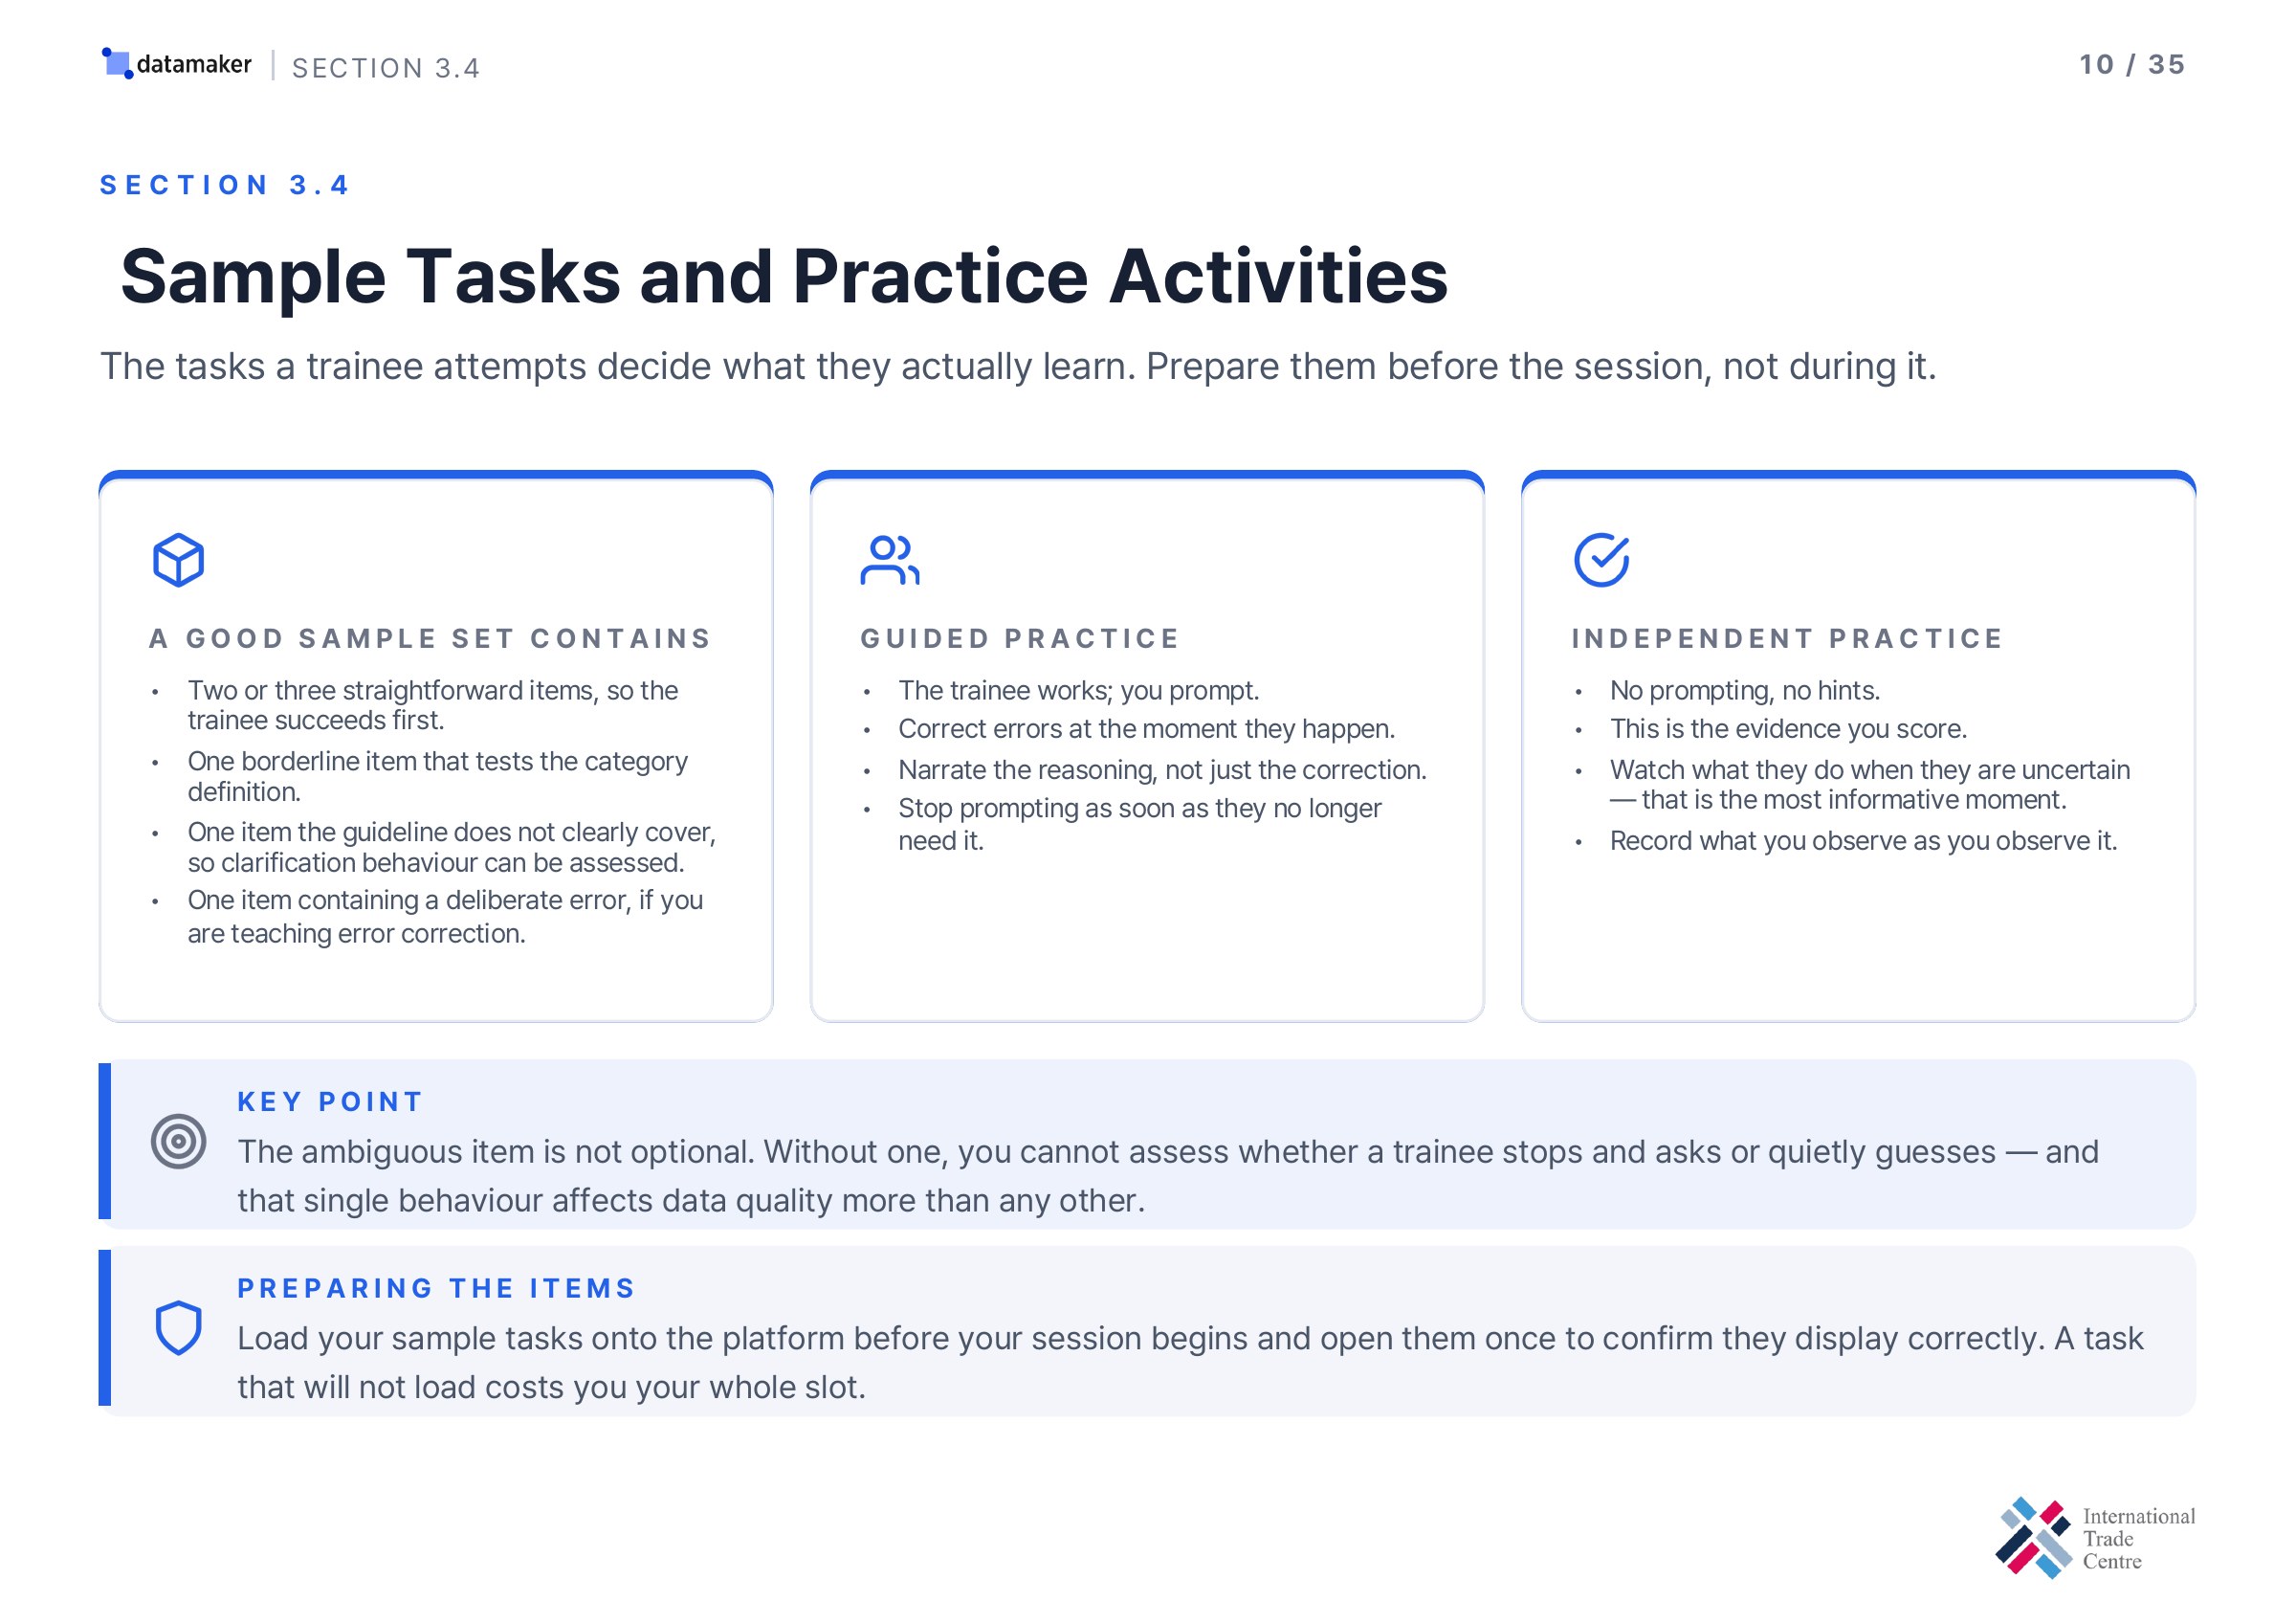 datamaker
SECTION 3.4
10 / 35
SECTION 3.4
Sample Tasks and Practice Activities
The tasks a trainee attempts decide what they actually learn. Prepare them before the session, not during it.
A GOOD SAMPLE SET CONTAINS
• Two or three straightforward items, so the
trainee succeeds first.
• One borderline item that tests the category
definition.
• One item the guideline does not clearly cover,
so clarification behaviour can be assessed.
• One item containing a deliberate error, if you
are teaching error correction.
GUIDED PRACTICE
• The trainee works; you prompt.
• Correct errors at the moment they happen.
• Narrate the reasoning, not just the correction.
• Stop prompting as soon as they no longer
need it.
INDEPENDENT PRACTICE
• No prompting, no hints.
• This is the evidence you score.
• Watch what they do when they are uncertain
— that is the most informative moment.
• Record what you observe as you observe it.
KEY POINT
The ambiguous item is not optional. Without one, you cannot assess whether a trainee stops and asks or quietly guesses — and
that single behaviour affects data quality more than any other.
PREPARING THE ITEMS
Load your sample tasks onto the platform before your session begins and open them once to confirm they display correctly. A task
that will not load costs you your whole slot.
International
Trade
Centre